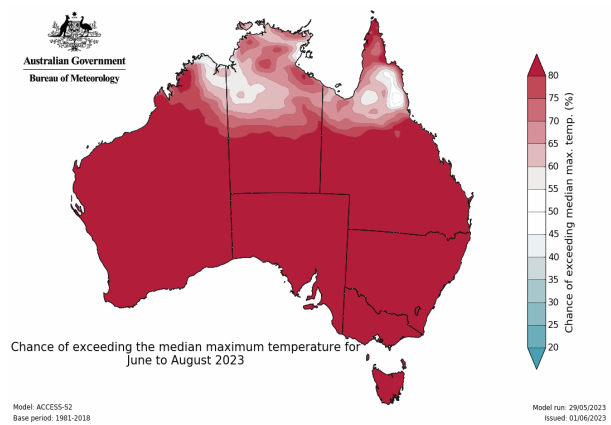 Australian Government
Bureau of Meteorology
80
75
70
65
60
55
50
45
40
35
30
25
20
Chance of exceeding median max. temp. (%)
Chance of exceeding the median maximum temperature for
June to August 2023
Model: ACCESS-S2
Base period: 1981-2018
Model run: 29/05/2023
Issued: 01/06/2023